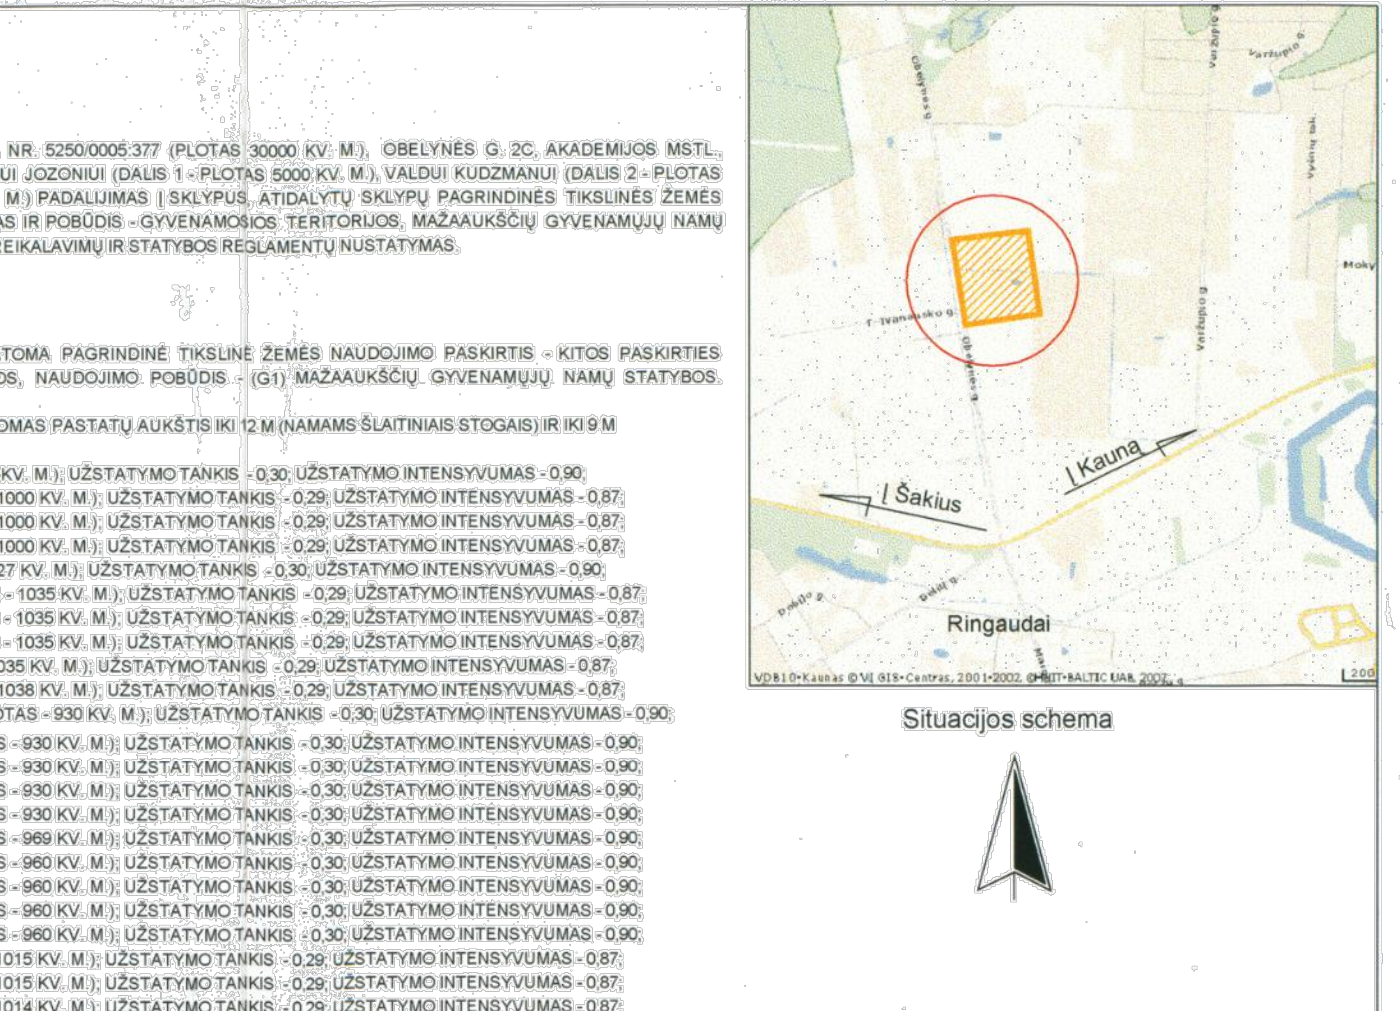 NR. 5250/0005:377 (PLOTAS 30000 KV. M.), OBELYNĖS G. 2C, AKADEMIJOS MSTL.,
UI JOZONIUI (DALIS 1 - PLOTAS 5000 KV. M.), VALDUI KUDZMANUI (DALIS 2 - PLOTAS
M.) PADALIJIMAS Į SKLYPUS, ATIDALYTŲ SKLYPŲ PAGRINDINĖS TIKSLINĖS ŽEMĖS
AS IR POBŪDIS - GYVENAMOSIOS TERITORIJOS, MAŽAAUKŠČIŲ GYVENAMŲJŲ NAMŲ
REIKALAVIMŲ IR STATYBOS REGLAMENTŲ NUSTATYMAS.
TOMA PAGRINDINĖ TIKSLINĖ ŽEMĖS NAUDOJIMO PASKIRTIS - KITOS PASKIRTIES
OS, NAUDOJIMO POBŪDIS - (G1) MAŽAAUKŠČIŲ GYVENAMŲJŲ NAMŲ STATYBOS.
OMAS PASTATŲ AUKŠTIS IKI 12 M (NAMAMS ŠLAITINIAIS STOGAIS) IR IKI 9 M
KV. M.); UŽSTATYMO TANKIS - 0,30; UŽSTATYMO INTENSYVUMAS - 0,90;
1000 KV. M.); UŽSTATYMO TANKIS - 0,29; UŽSTATYMO INTENSYVUMAS - 0,87;
1000 KV. M.); UŽSTATYMO TANKIS - 0,29; UŽSTATYMO INTENSYVUMAS - 0,87;
1000 KV. M.); UŽSTATYMO TANKIS - 0,29; UŽSTATYMO INTENSYVUMAS - 0,87;
27 KV. M.); UŽSTATYMO TANKIS - 0,30; UŽSTATYMO INTENSYVUMAS - 0,90;
- 1035 KV. M.); UŽSTATYMO TANKIS - 0,29; UŽSTATYMO INTENSYVUMAS - 0,87;
- 1035 KV. M.); UŽSTATYMO TANKIS - 0,29; UŽSTATYMO INTENSYVUMAS - 0,87;
- 1035 KV. M.); UŽSTATYMO TANKIS - 0,29; UŽSTATYMO INTENSYVUMAS - 0,87;
035 KV. M.); UŽSTATYMO TANKIS - 0,29; UŽSTATYMO INTENSYVUMAS - 0,87;
1038 KV. M.); UŽSTATYMO TANKIS - 0,29; UŽSTATYMO INTENSYVUMAS - 0,87;
OTAS - 930 KV. M.); UŽSTATYMO TANKIS - 0,30; UŽSTATYMO INTENSYVUMAS - 0,90;
S - 930 KV. M.); UŽSTATYMO TANKIS - 0,30; UŽSTATYMO INTENSYVUMAS - 0,90;
S - 930 KV. M.); UŽSTATYMO TANKIS - 0,30; UŽSTATYMO INTENSYVUMAS - 0,90;
S - 930 KV. M.); UŽSTATYMO TANKIS - 0,30; UŽSTATYMO INTENSYVUMAS - 0,90;
S - 930 KV. M.); UŽSTATYMO TANKIS - 0,30; UŽSTATYMO INTENSYVUMAS - 0,90;
S - 969 KV. M.); UŽSTATYMO TANKIS - 0,30; UŽSTATYMO INTENSYVUMAS - 0,90;
S - 960 KV. M.); UŽSTATYMO TANKIS - 0,30; UŽSTATYMO INTENSYVUMAS - 0,90;
S - 960 KV. M.); UŽSTATYMO TANKIS - 0,30; UŽSTATYMO INTENSYVUMAS - 0,90;
S - 960 KV. M.); UŽSTATYMO TANKIS - 0,30; UŽSTATYMO INTENSYVUMAS - 0,90;
S - 960 KV. M.); UŽSTATYMO TANKIS - 0,30; UŽSTATYMO INTENSYVUMAS - 0,90;
1015 KV. M.); UŽSTATYMO TANKIS - 0,29; UŽSTATYMO INTENSYVUMAS - 0,87;
1015 KV. M.); UŽSTATYMO TANKIS - 0,29; UŽSTATYMO INTENSYVUMAS - 0,87;
1014 KV. M.); UŽSTATYMO TANKIS - 0,29; UŽSTATYMO INTENSYVUMAS - 0,87;
Obelynės g.
Varžupio g.
Varžupio g.
Vyšnių tak.
Moky
T. Ivanausko g.
Varžupio g.
Obelynės g.
Į Kauną
Į Šakius
Dobilo g.
Ringaudai
VDB10-Kaunas © VĮ GIS-Centras, 2001-2002, © HNIT-BALTIC UAB, 2007
200
Situacijos schema